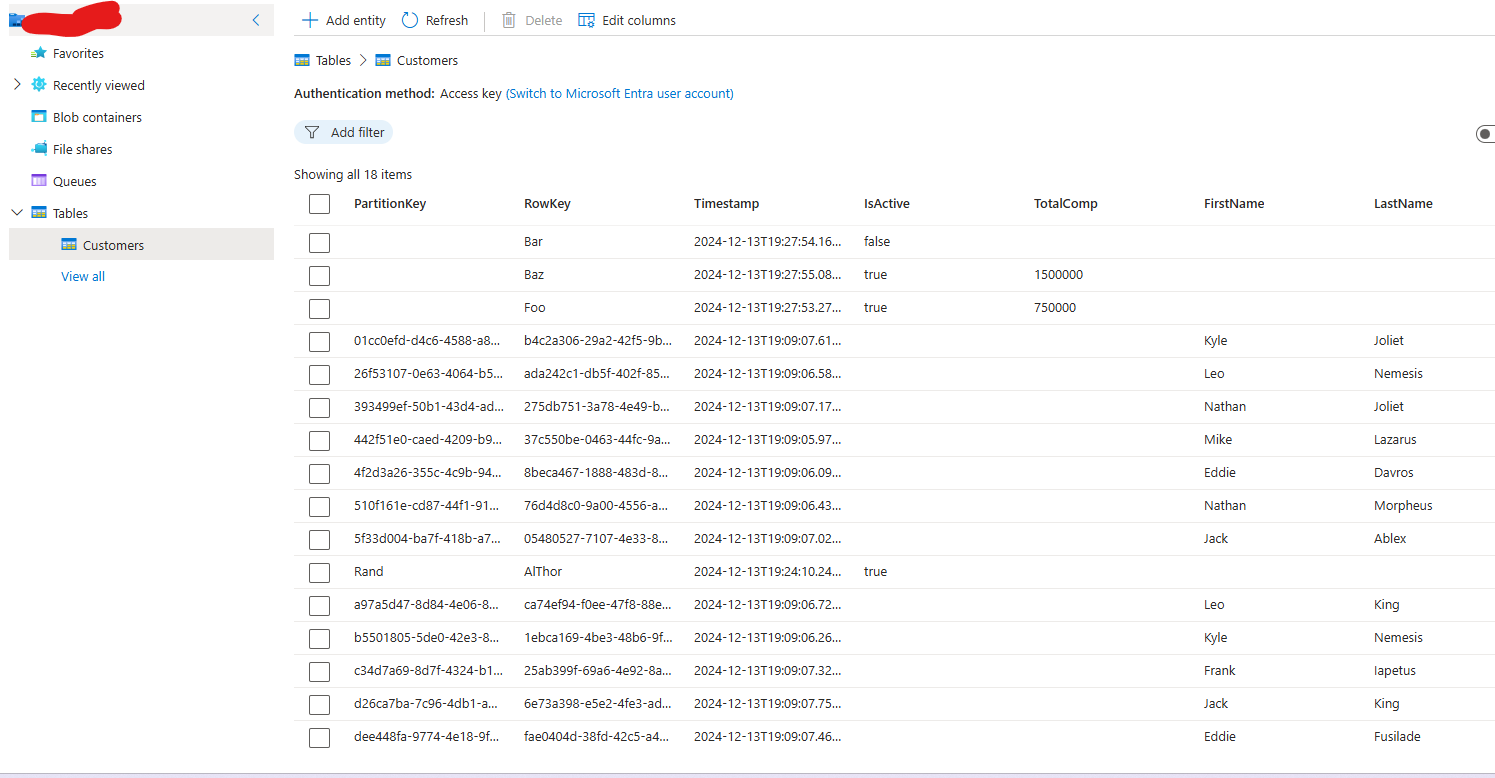 Add entity Refresh Delete Edit columns
Favorites
Recently viewed
Blob containers
File shares
Queues
Tables
Customers
View all
Tables > Customers
Authentication method: Access key (Switch to Microsoft Entra user account)
Add filter
Showing all 18 items
PartitionKey RowKey Timestamp IsActive TotalComp FirstName LastName
Bar 2024-12-13T19:27:54.16... false
Baz 2024-12-13T19:27:55.08... true 1500000
Foo 2024-12-13T19:27:53.27... true 750000
01cc0efd-d4c6-4588-a8... b4c2a306-29a2-42f5-9b... 2024-12-13T19:09:07.61... Kyle Joliet
26f53107-0e63-4064-b5... ada242c1-db5f-402f-85... 2024-12-13T19:09:06.58... Leo Nemesis
393499ef-50b1-43d4-ad... 275db751-3a78-4e49-b... 2024-12-13T19:09:07.17... Nathan Joliet
442f51e0-caed-4209-b9... 37c550be-0463-44fc-9a... 2024-12-13T19:09:05.97... Mike Lazarus
4f2d3a26-355c-4c9b-94... 8beca467-1888-483d-8... 2024-12-13T19:09:06.09... Eddie Davros
510f161e-cd87-44f1-91... 76d4d8c0-9a00-4556-a... 2024-12-13T19:09:06.43... Nathan Morpheus
5f33d004-ba7f-418b-a7... 05480527-7107-4e33-8... 2024-12-13T19:09:07.02... Jack Ablex
Rand AlThor 2024-12-13T19:24:10.24... true
a97a5d47-8d84-4e06-8... ca74ef94-f0ee-47f8-88e... 2024-12-13T19:09:06.72... Leo King
b5501805-5de0-42e3-8... 1ebca169-4be3-48b6-9f... 2024-12-13T19:09:06.26... Kyle Nemesis
c34d7a69-8d7f-4324-b1... 25ab399f-69a6-4e92-8a... 2024-12-13T19:09:07.32... Frank Iapetus
d26ca7ba-7c96-4db1-a... 6e73a398-e5e2-4fe3-ad... 2024-12-13T19:09:07.75... Jack King
dee448fa-9774-4e18-9f... fae0404d-38fd-42c5-a4... 2024-12-13T19:09:07.46... Eddie Fusilade